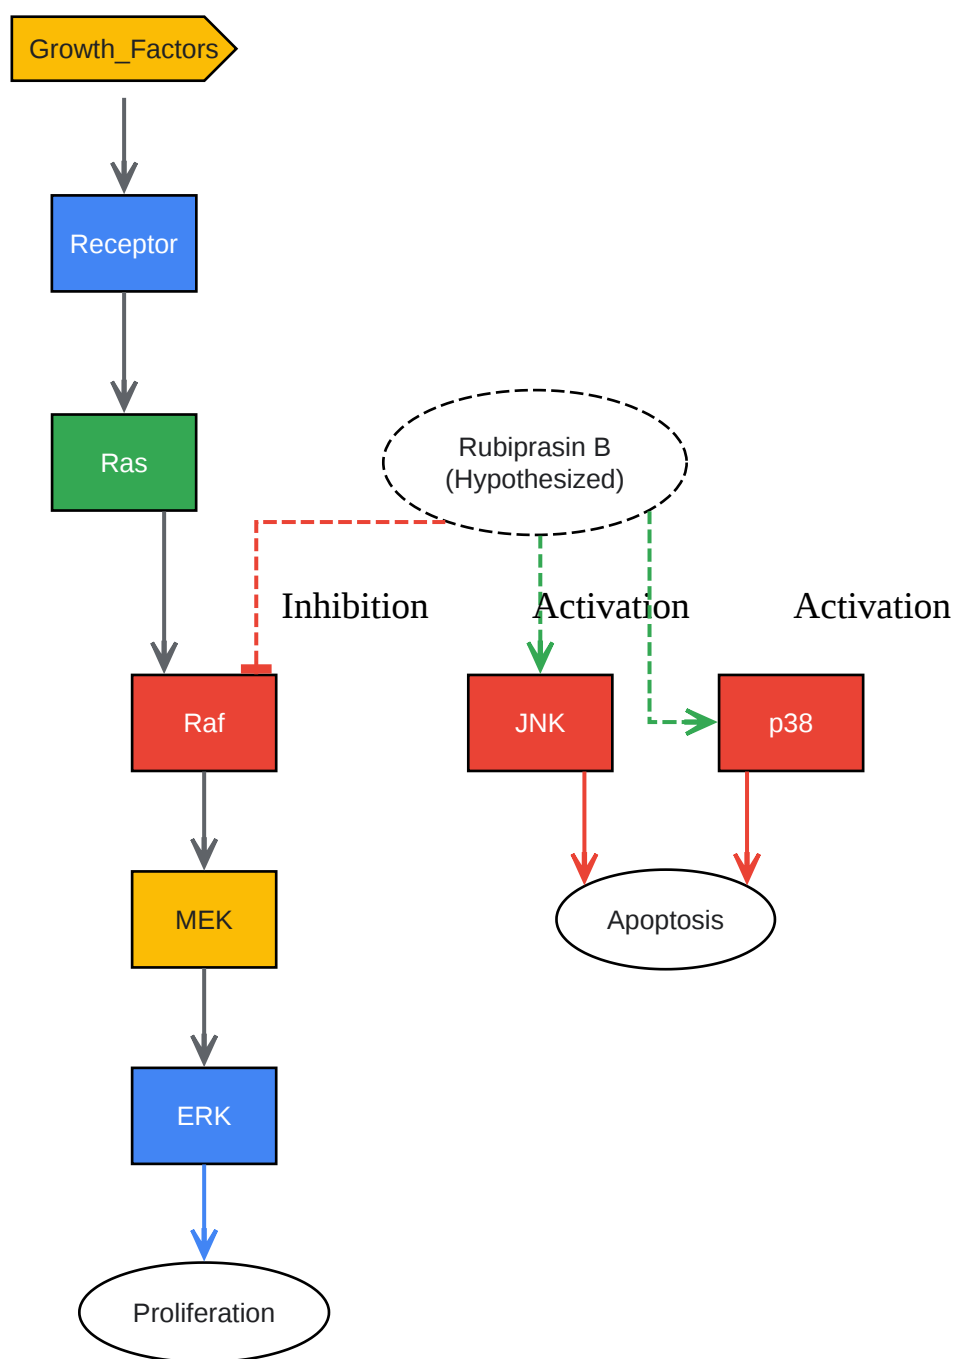 Growth_Factors
Receptor
Ras
Rubiprasin B
(Hypothesized)
Inhibition
Activation
Activation
Raf
JNK
p38
MEK
Apoptosis
ERK
Proliferation